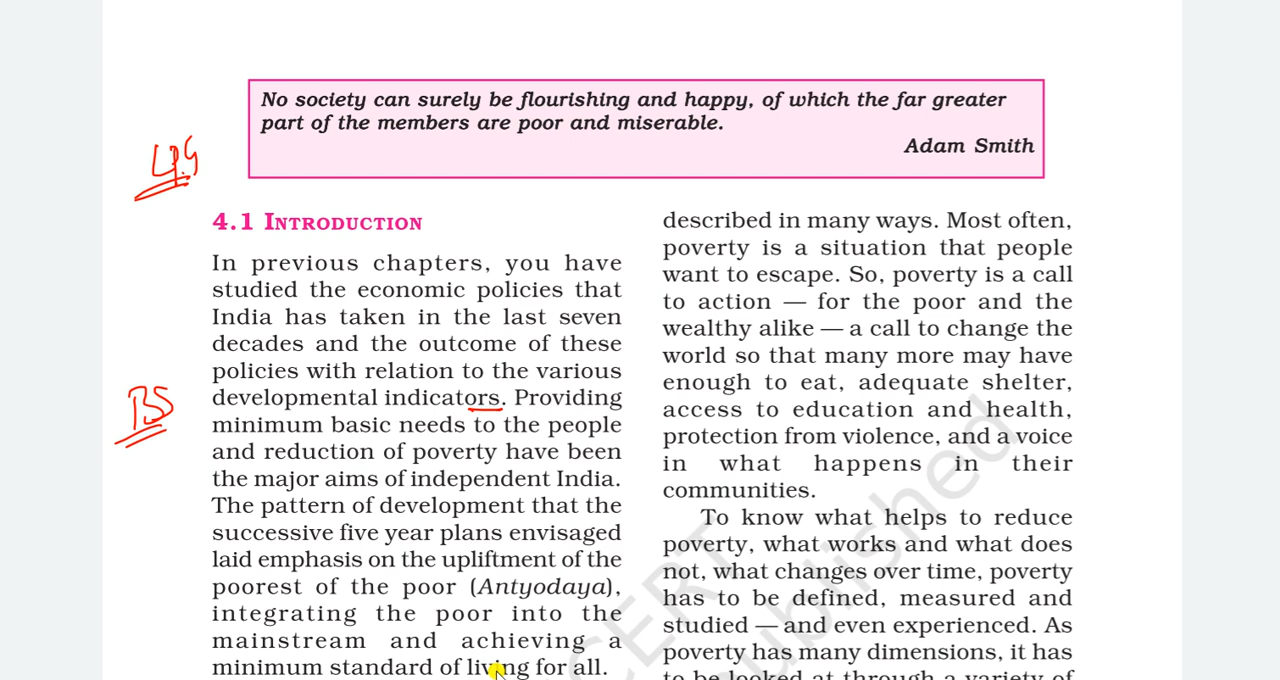 No society can surely be flourishing and happy, of which the far greater
part of the members are poor and miserable.
Adam Smith
4.1 INTRODUCTION
In previous chapters, you have
studied the economic policies that
India has taken in the last seven
decades and the outcome of these
policies with relation to the various
developmental indicators. Providing
minimum basic needs to the people
and reduction of poverty have been
the major aims of independent India.
The pattern of development that the
successive five year plans envisaged
laid emphasis on the upliftment of the
poorest of the poor (Antyodaya),
integrating the poor into the
mainstream and achieving a
minimum standard of living for all.
described in many ways. Most often,
poverty is a situation that people
want to escape. So, poverty is a call
to action — for the poor and the
wealthy alike — a call to change the
world so that many more may have
enough to eat, adequate shelter,
access to education and health,
protection from violence, and a voice
in what happens in their
communities.
To know what helps to reduce
poverty, what works and what does
not, what changes over time, poverty
has to be defined, measured and
studied — and even experienced. As
poverty has many dimensions, it has
to be looked at through a variety of